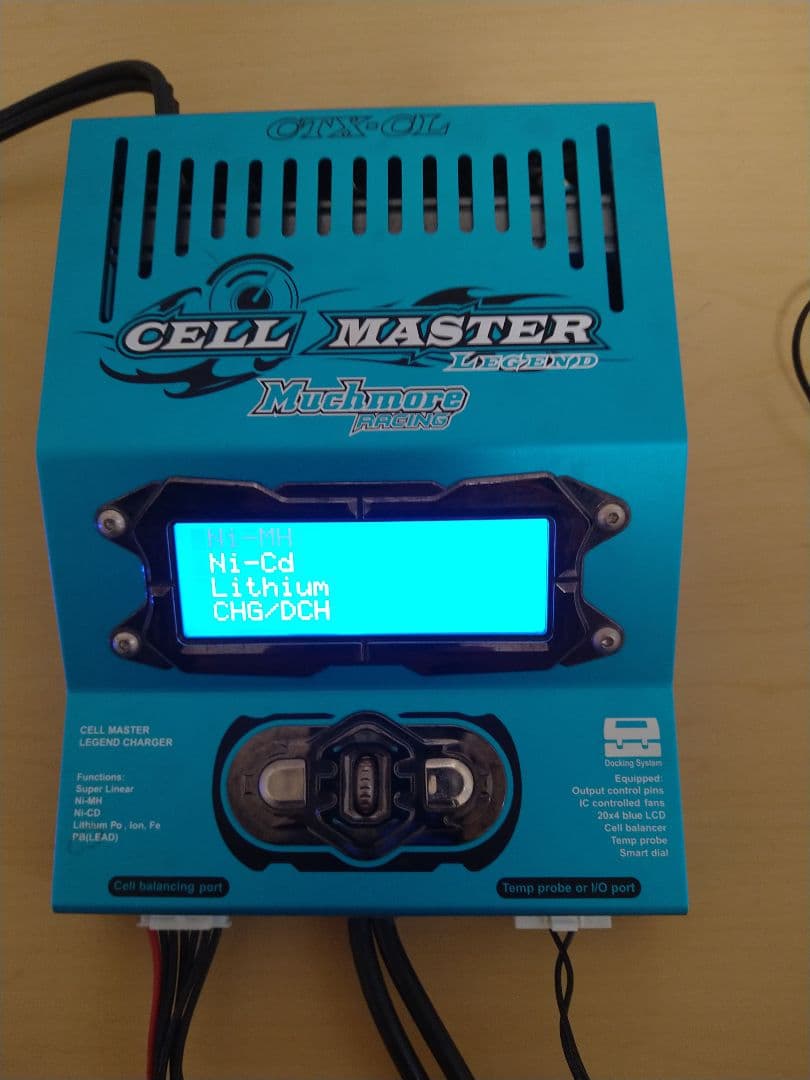 CTX-CL
CELL MASTER
LEGEND
Muchmore
RACING
Ni-MH
Ni-Cd
Lithium
CHG/DCH
CELL MASTER
LEGEND CHARGER
Functions:
Super Linear
Ni-MH
Ni-CD
Lithium Po , Ion, Fe
PB(LEAD)
Docking System
Equipped:
Output control pins
IC controlled fans
20x4 blue LCD
Cell balancer
Temp probe
Smart dial
Cell balancing port
Temp probe or I/O port